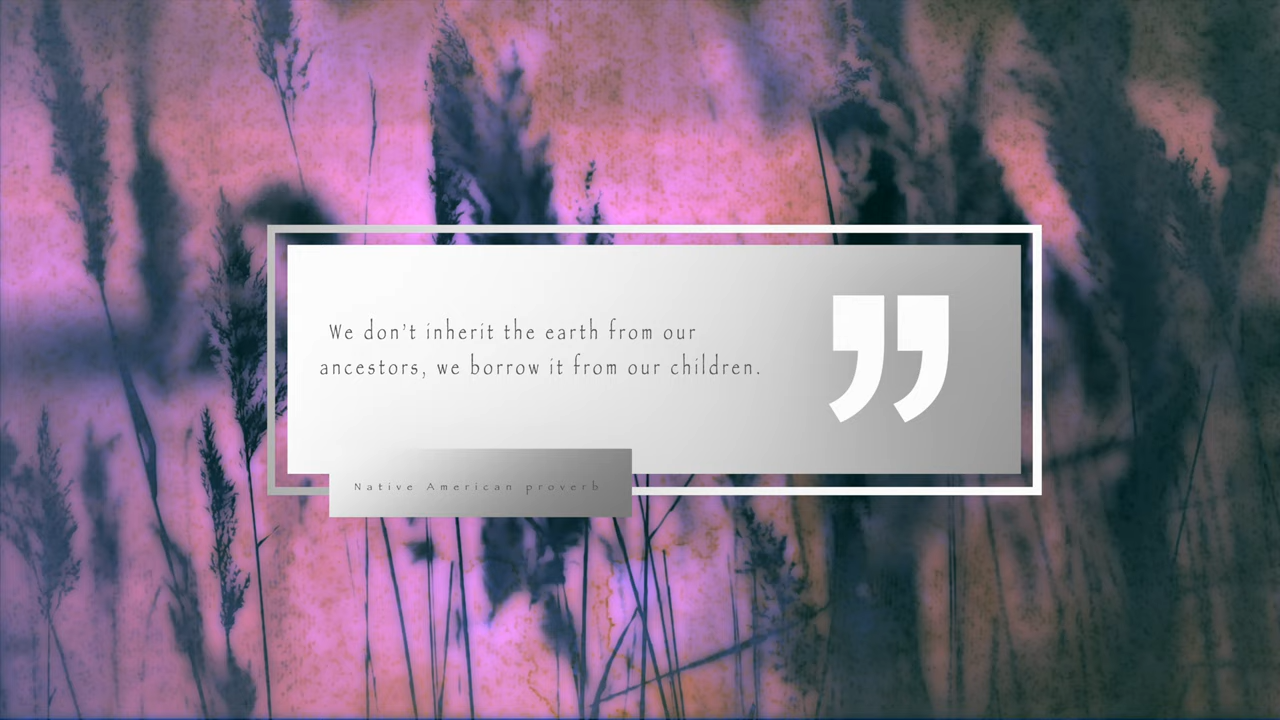 We don’t inherit the earth from our
ancestors, we borrow it from our children.
”
Native American proverb